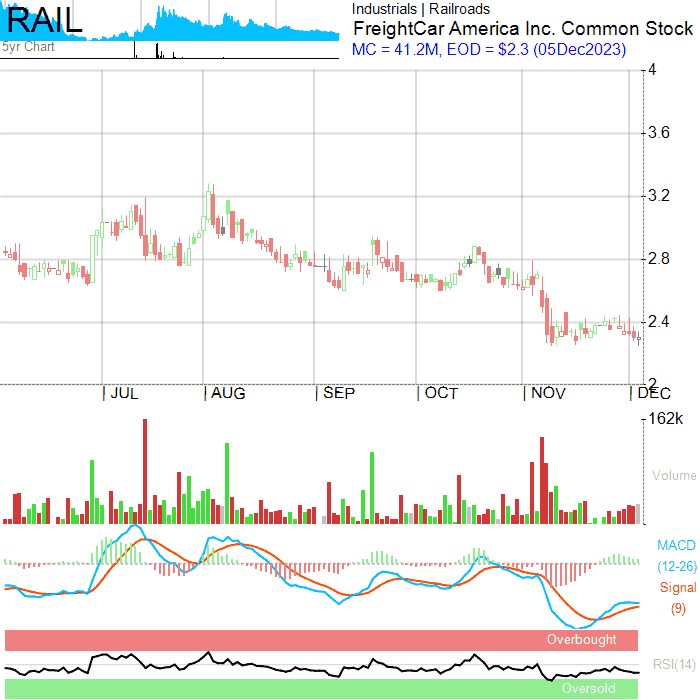 RAIL
5yr Chart
Industrials | Railroads
FreightCar America Inc. Common Stock
MC = 41.2M, EOD = $2.3 (05Dec2023)
4
3.6
3.2
2.8
2.4
2
JUL AUG SEP OCT NOV DEC
162k
Volume
MACD
(12-26)
Signal
(9)
Overbought
RSI(14)
Oversold